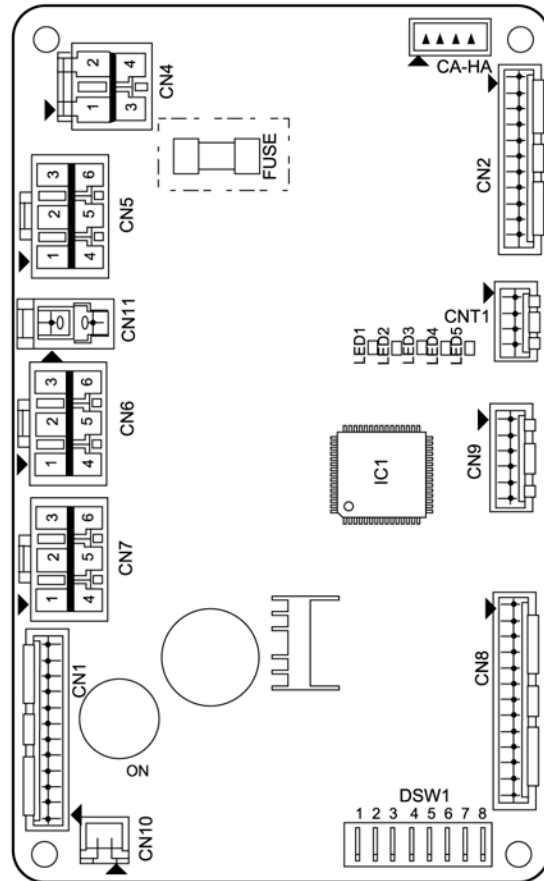 CA-HA
2 4
1 3
CN4
CN2
FUSE
3 6
2 5
1 4
CN5
CNT1
CN11
LED1
LED2
LED3
LED4
LED5
3 6
2 5
1 4
CN6
CN9
IC1
3 6
2 5
1 4
CN7
CN1
CN8
ON
DSW1
1 2 3 4 5 6 7 8
CN10